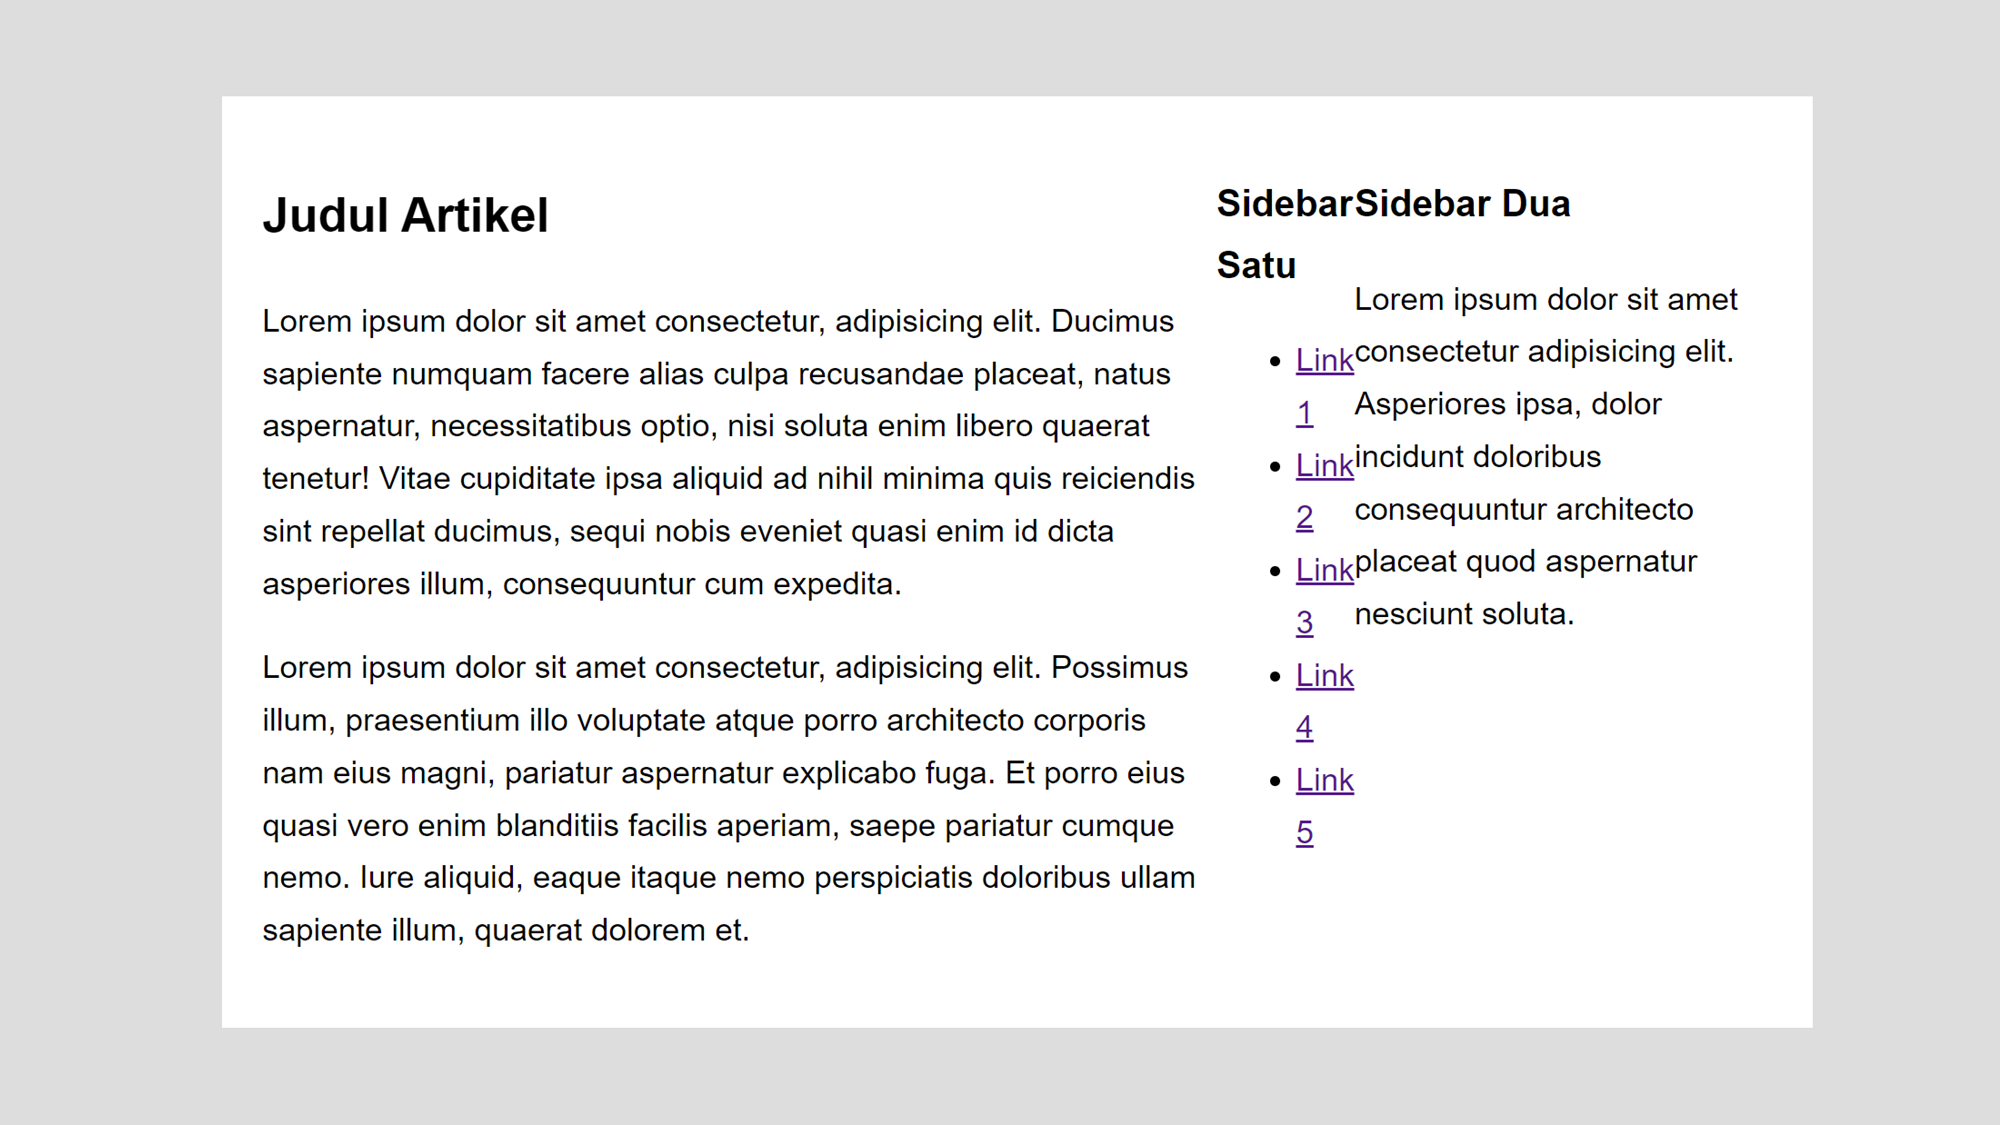 Judul Artikel
Lorem ipsum dolor sit amet consectetur, adipisicing elit. Ducimus
sapiente numquam facere alias culpa recusandae placeat, natus
aspernatur, necessitatibus optio, nisi soluta enim libero quaerat
tenetur! Vitae cupiditate ipsa aliquid ad nihil minima quis reiciendis
sint repellat ducimus, sequi nobis eveniet quasi enim id dicta
asperiores illum, consequuntur cum expedita.
Lorem ipsum dolor sit amet consectetur, adipisicing elit. Possimus
illum, praesentium illo voluptate atque porro architecto corporis
nam eius magni, pariatur aspernatur explicabo fuga. Et porro eius
quasi vero enim blanditiis facilis aperiam, saepe pariatur cumque
nemo. Iure aliquid, eaque itaque nemo perspiciatis doloribus ullam
sapiente illum, quaerat dolorem et.
Sidebar
Satu
Link
1
Link
2
Link
3
Link
4
Link
5
Sidebar Dua
Lorem ipsum dolor sit amet
consectetur adipisicing elit.
Asperiores ipsa, dolor
incidunt doloribus
consequuntur architecto
placeat quod aspernatur
nesciunt soluta.